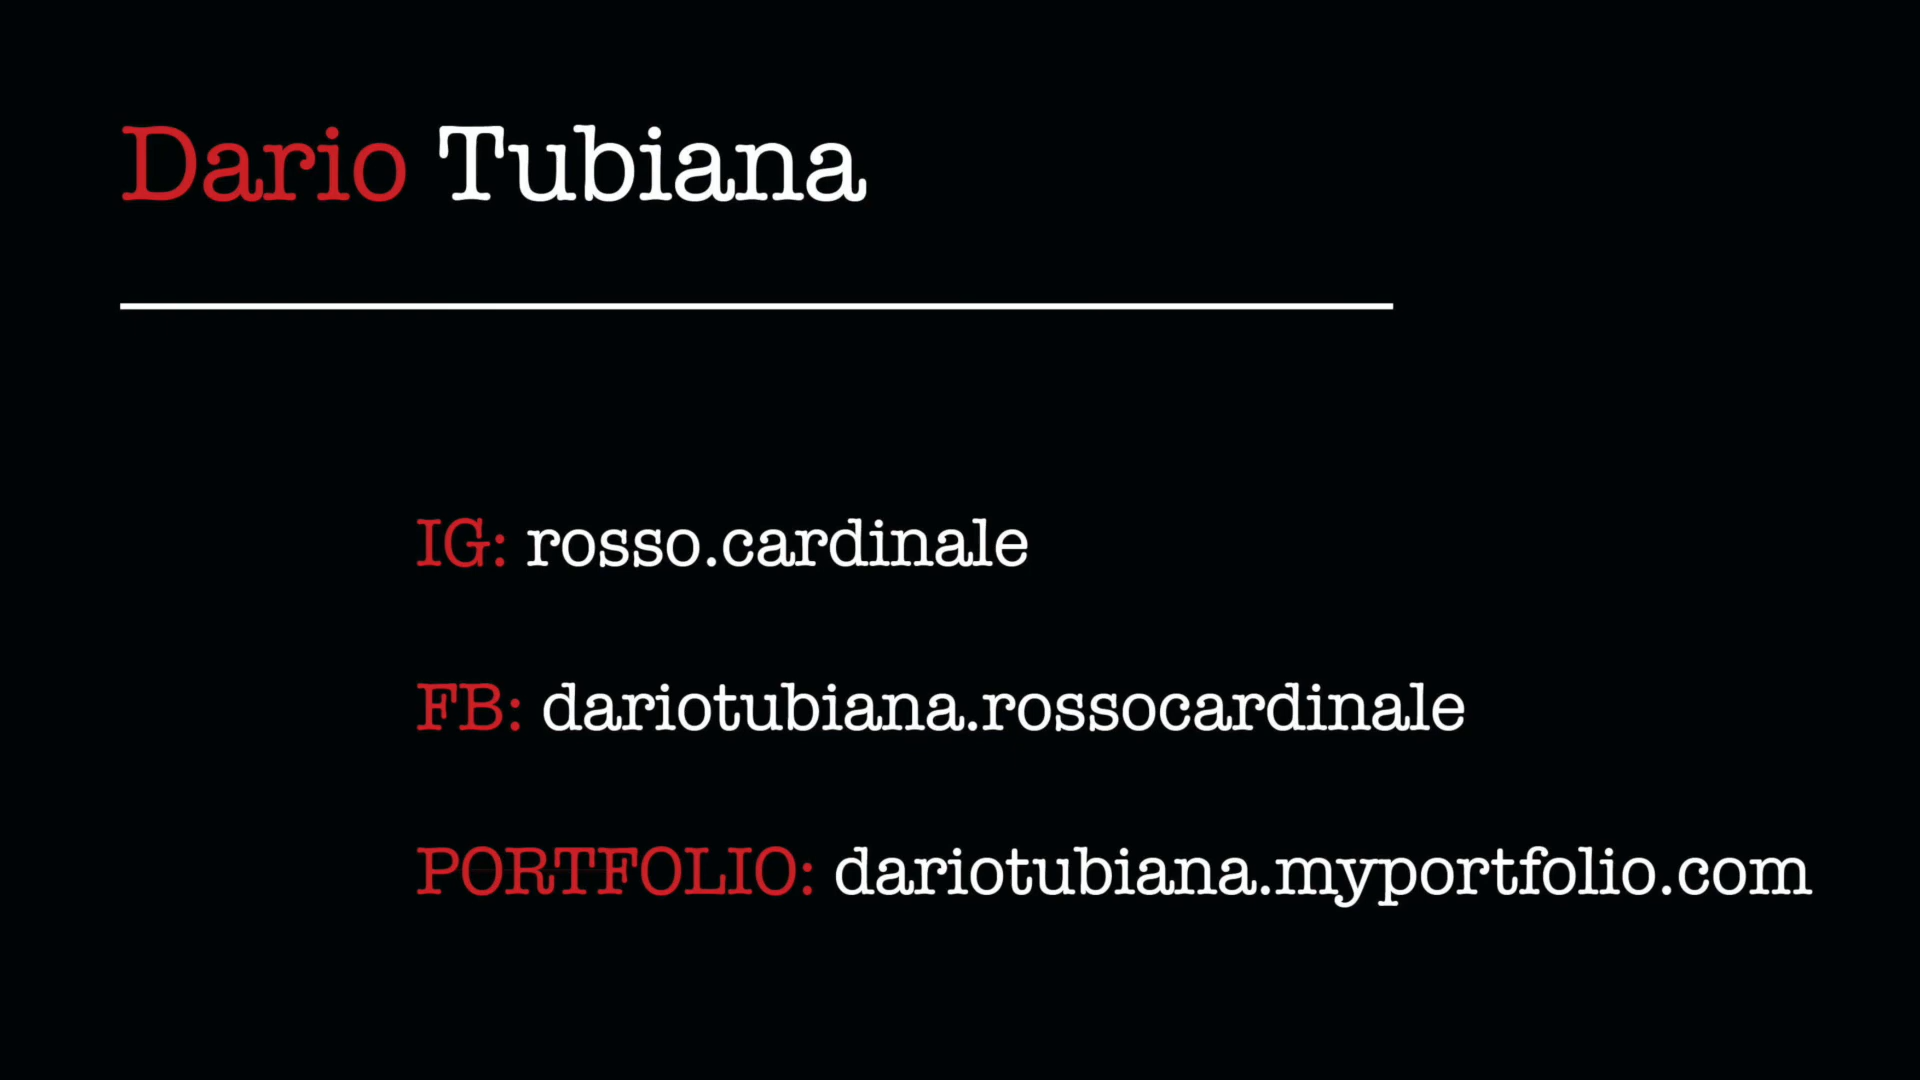 Dario Tubiana
IG: rosso.cardinale
FB: dariotubiana.rossocardinale
PORTFOLIO: dariotubiana.myportfolio.com